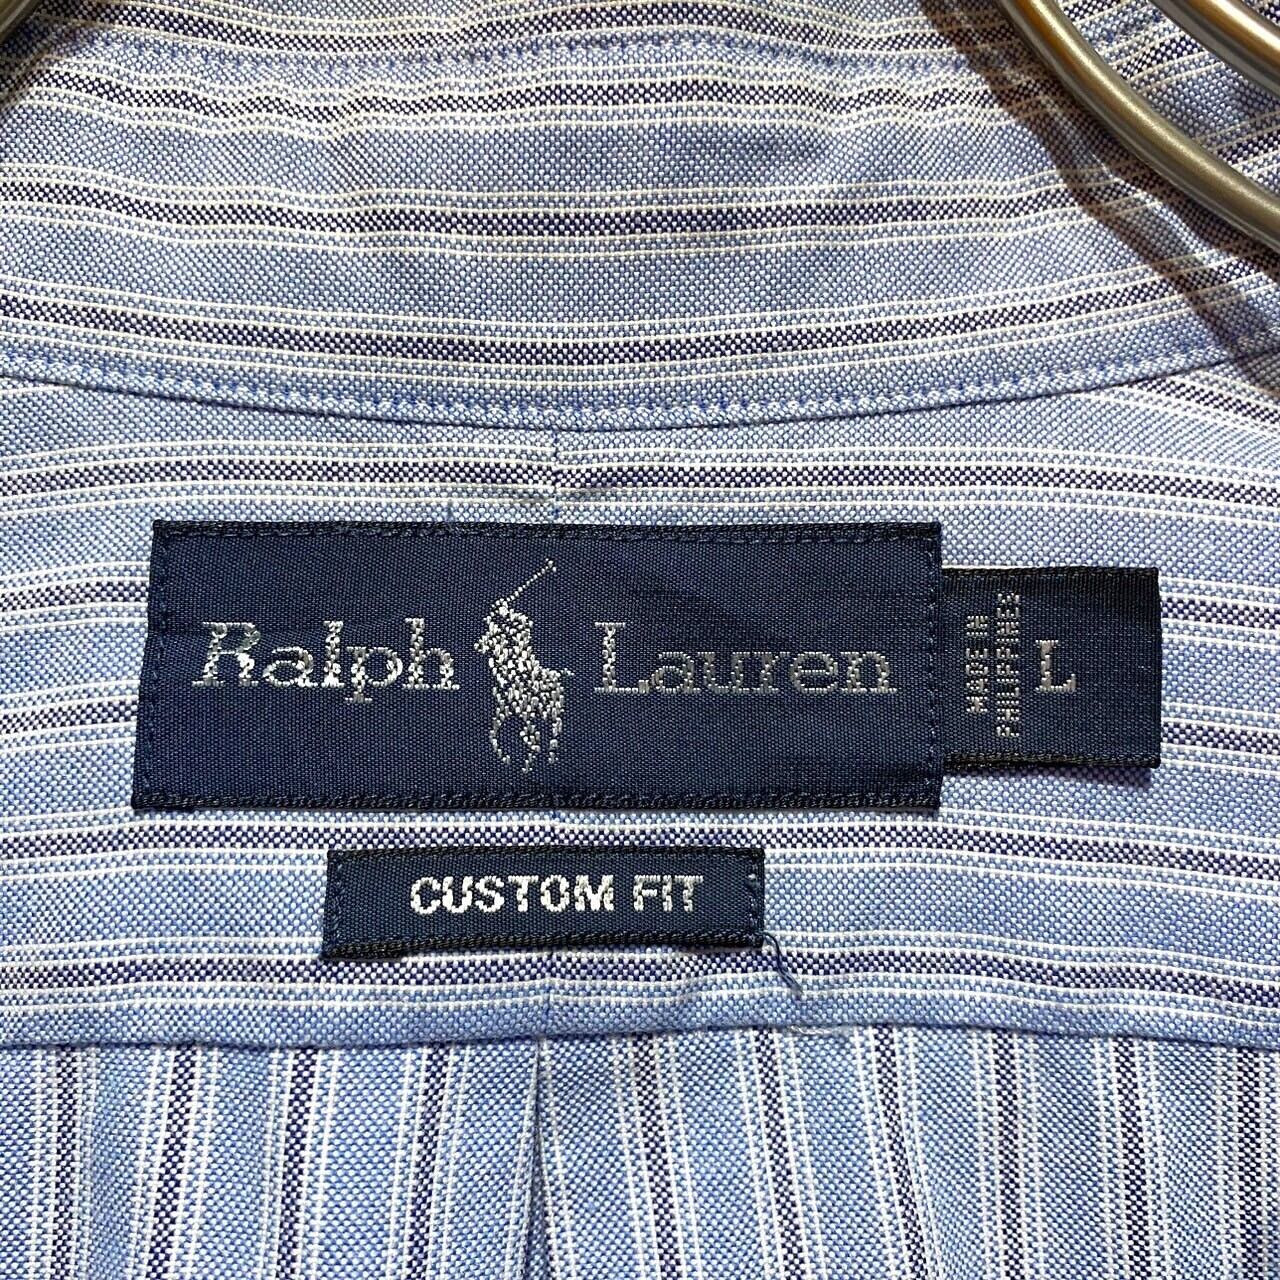 Ralph Lauren
MADE IN
PHILIPPINES
L
CUSTOM FIT